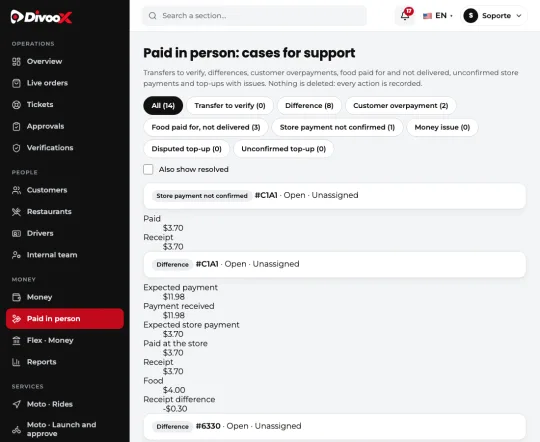 DivooX
OPERATIONS
Overview
Live orders
Tickets
Approvals
Verifications
PEOPLE
Customers
Restaurants
Drivers
Internal team
MONEY
Money
Paid in person
Flex · Money
Reports
SERVICES
Moto · Rides
Moto · Launch and
approve
Search a section...
17
EN
S
Soporte
Paid in person: cases for support
Transfers to verify, differences, customer overpayments, food paid for and not delivered, unconfirmed store
payments and top-ups with issues. Nothing is deleted: every action is recorded.
All (14)
Transfer to verify (0)
Difference (8)
Customer overpayment (2)
Food paid for, not delivered (3)
Store payment not confirmed (1)
Money issue (0)
Disputed top-up (0)
Unconfirmed top-up (0)
Also show resolved
Store payment not confirmed #C1A1 · Open · Unassigned
Paid
$3.70
Receipt
$3.70
Difference #C1A1 · Open · Unassigned
Expected payment
$11.98
Payment received
$11.98
Expected store payment
$3.70
Paid at the store
$3.70
Receipt
$3.70
Food
$4.00
Receipt difference
-$0.30
Difference #6330 · Open · Unassigned